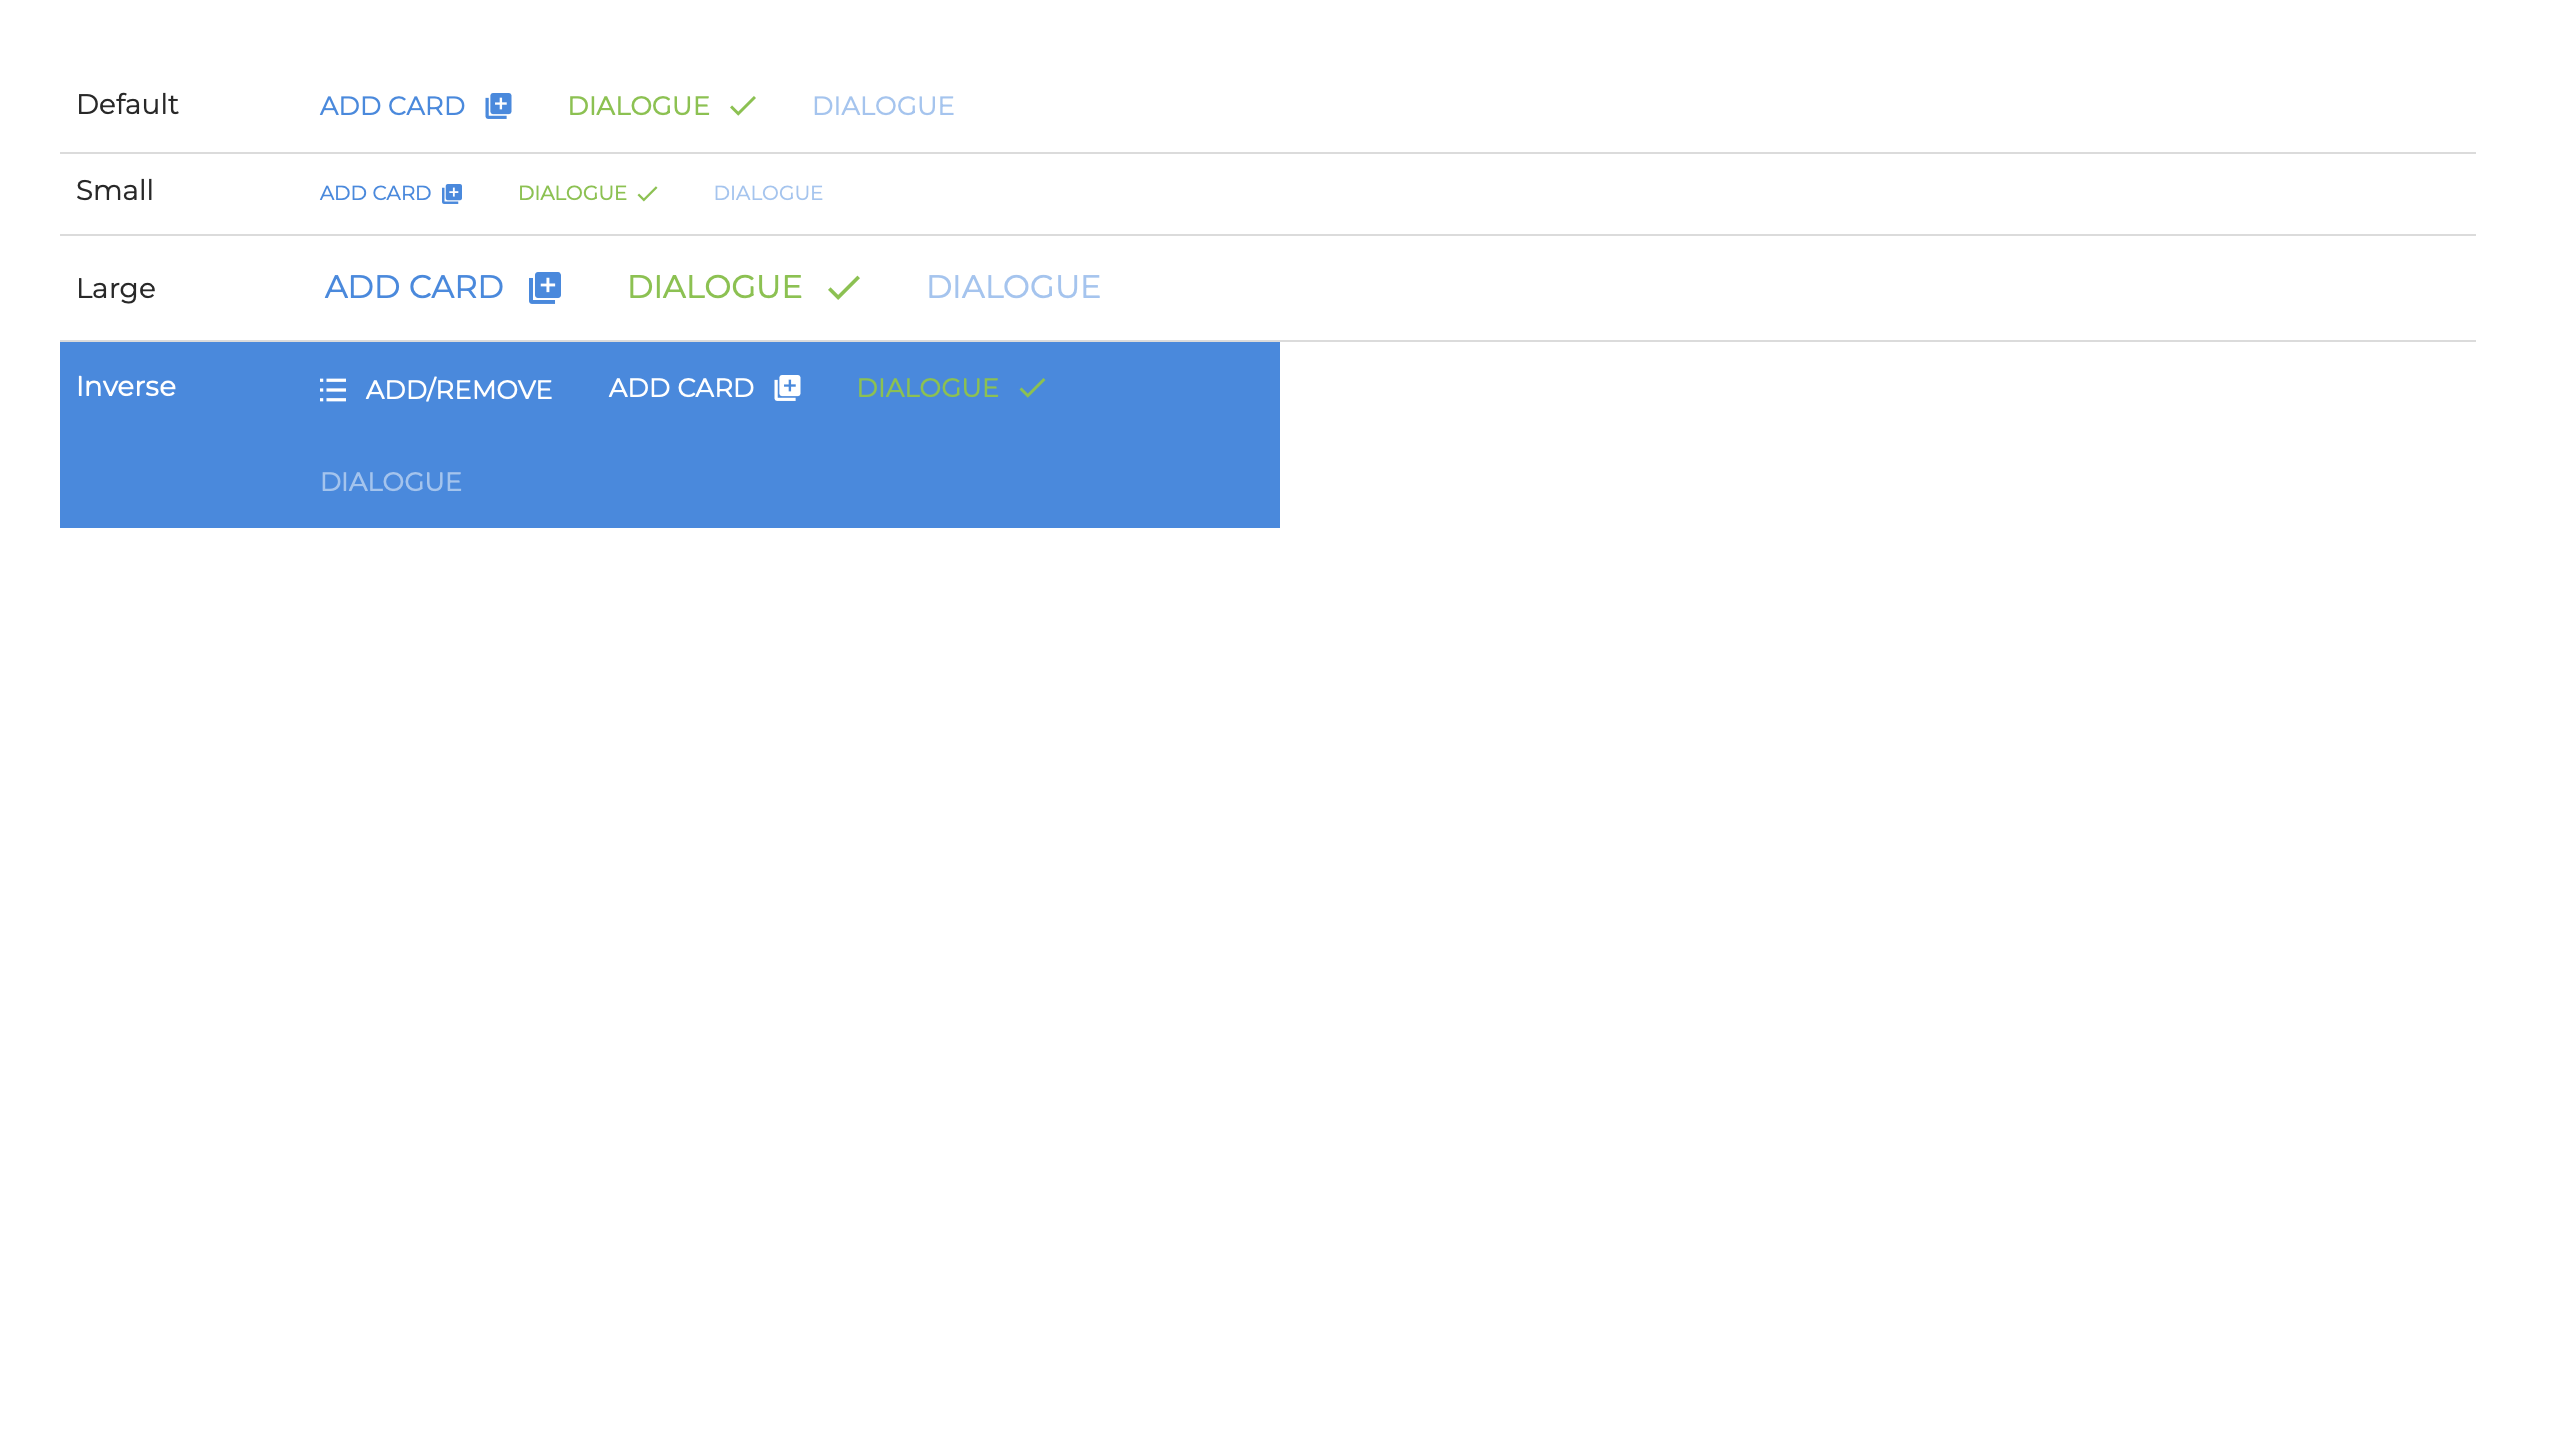 Default ADD CARD DIALOGUE DIALOGUE
Small ADD CARD DIALOGUE DIALOGUE
Large ADD CARD DIALOGUE DIALOGUE
Inverse ADD/REMOVE ADD CARD DIALOGUE
DIALOGUE